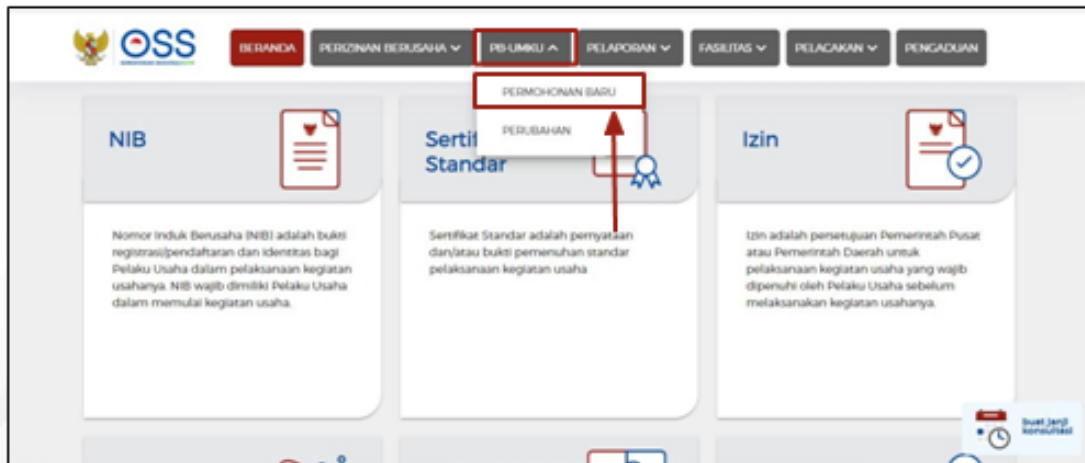 OSS
BERANDA PERIZINAN BERUSAHA PB-UMKU PELAPORAN FASILITAS PELACAKAN PENGADUAN
PERMOHONAN BARU
PERUBAHAN
NIB
Nomor Induk Berusaha (NIB) adalah bukti
registrasi/pendaftaran dan identitas bagi
Pelaku Usaha dalam pelaksanaan kegiatan
usahanya. NIB wajib dimiliki Pelaku Usaha
dalam memulai kegiatan usaha.
Serti
Standar
Sertifikat Standar adalah pernyataan
dan/atau bukti pemenuhan standar
pelaksanaan kegiatan usaha
Izin
Izin adalah persetujuan Pemerintah Pusat
atau Pemerintah Daerah untuk
pelaksanaan kegiatan usaha yang wajib
dipenuhi oleh Pelaku Usaha sebelum
melaksanakan kegiatan usahanya.
buat janji
konsultasi